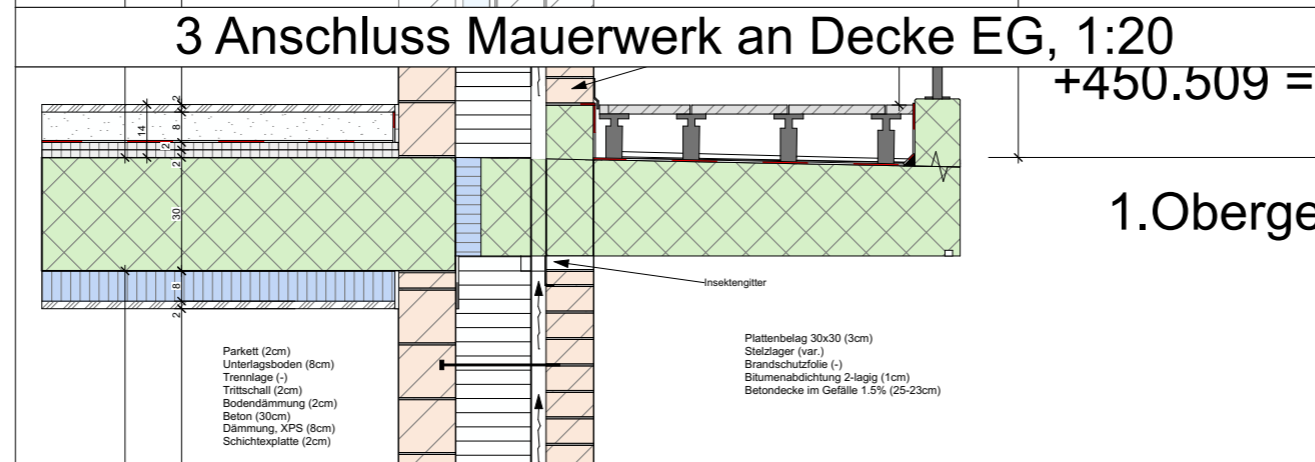 3 Anschluss Mauerwerk an Decke EG, 1:20
+450.509 =
1.Oberge
2
14
8
2
2
30
8
2
Insektengitter
Parkett (2cm)
Unterlagsboden (8cm)
Trennlage (-)
Trittschall (2cm)
Bodendämmung (2cm)
Beton (30cm)
Dämmung, XPS (8cm)
Schichtexplatte (2cm)
Plattenbelag 30x30 (3cm)
Stelzlager (var.)
Brandschutzfolie (-)
Bitumenabdichtung 2-lagig (1cm)
Betondecke im Gefälle 1.5% (25-23cm)